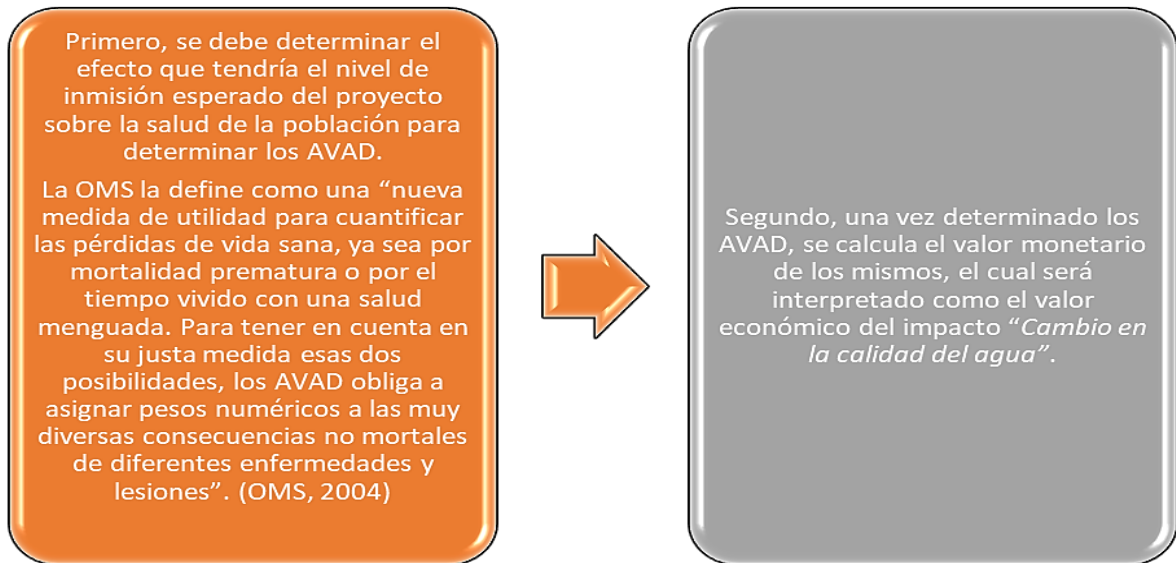 Primero, se debe determinar el
efecto que tendría el nivel de
inmisión esperado del proyecto
sobre la salud de la población para
determinar los AVAD.
La OMS la define como una “nueva
medida de utilidad para cuantificar
las pérdidas de vida sana, ya sea por
mortalidad prematura o por el
tiempo vivido con una salud
menguada. Para tener en cuenta en
su justa medida esas dos
posibilidades, los AVAD obliga a
asignar pesos numéricos a las muy
diversas consecuencias no mortales
de diferentes enfermedades y
lesiones”. (OMS, 2004)
Segundo, una vez determinado los
AVAD, se calcula el valor monetario
de los mismos, el cual será
interpretado como el valor
económico del impacto “Cambio en
la calidad del agua”.